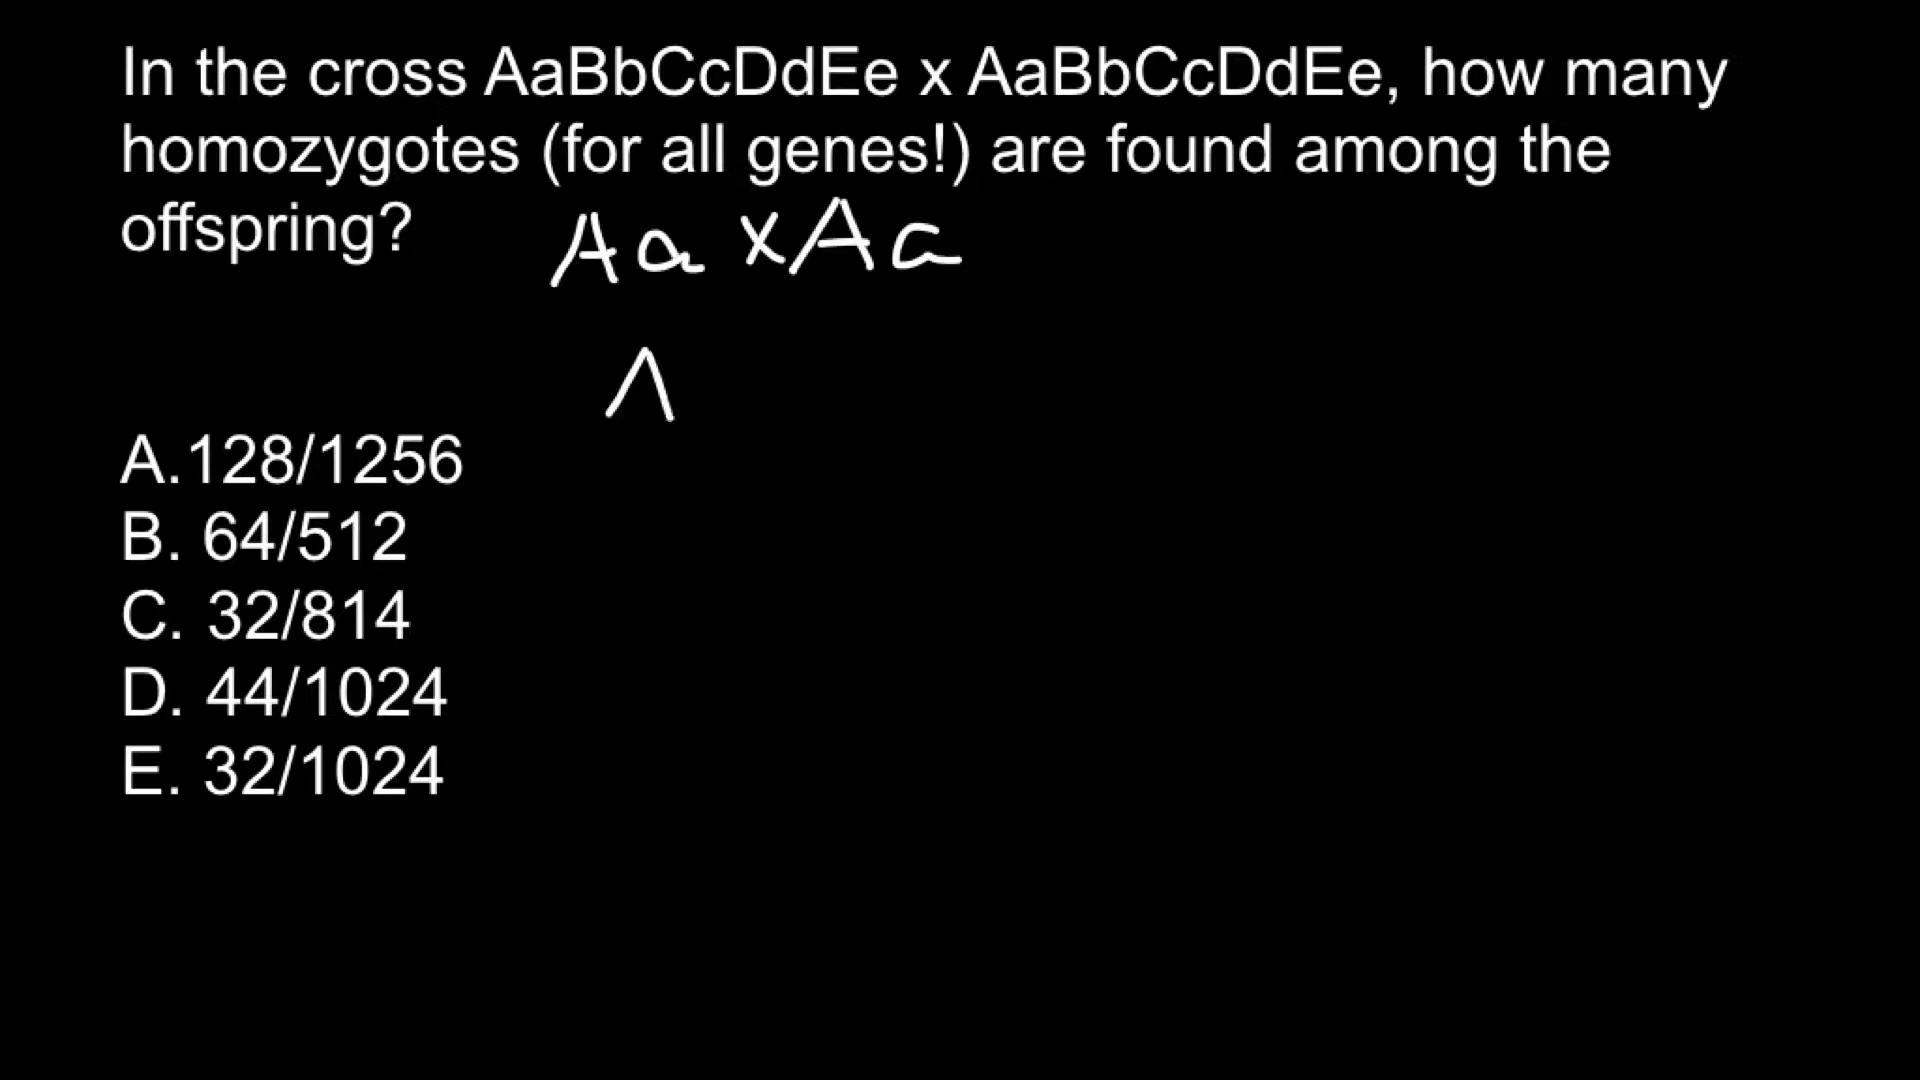 In the cross AaBbCcDdEe x AaBbCcDdEe, how many
homozygotes (for all genes!) are found among the
offspring?
Aa x Aa
A.128/1256
B. 64/512
C. 32/814
D. 44/1024
E. 32/1024